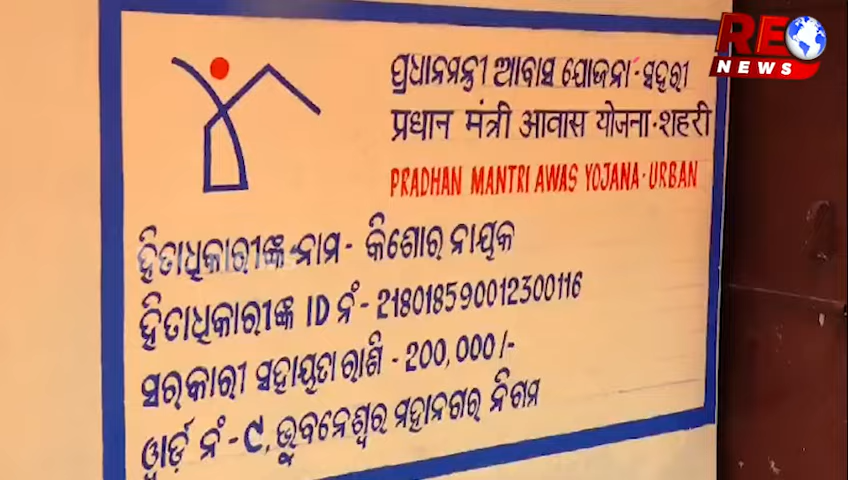 ପ୍ରଧାନମନ୍ତ୍ରୀ ଆବାସ ଯୋଜନା-ସହରୀ
प्रधान मंत्री आवास योजना-शहरी
PRADHAN MANTRI AWAS YOJANA-URBAN
ହିତାଧିକାରୀଙ୍କ ନାମ - କିଶୋର ନାୟକ
ହିତାଧିକାରୀଙ୍କ ID ନଂ - 218018590012300116
ସରକାରୀ ସହାୟତା ରାଶି - 200,000/-
ୱାର୍ଡ଼ ନଂ - ୯, ଭୁବନେଶ୍ୱର ମହାନଗର ନିଗମ
REO
NEWS